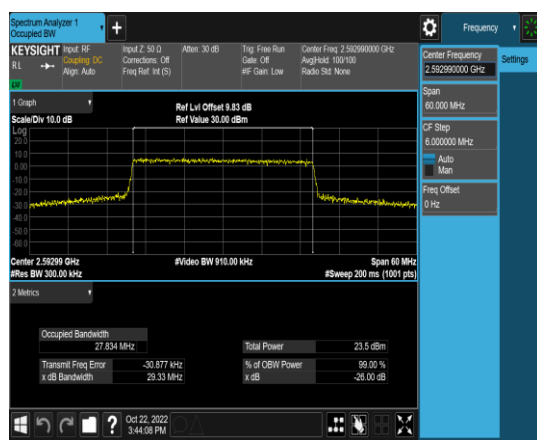 Spectrum Analyzer 1
Occupied BW
+
Frequency
KEYSIGHT
RL
Input: RF
Coupling: DC
Align: Auto
Input Z: 50 Ω
Corrections: Off
Freq Ref: Int (S)
Atten: 30 dB
Trig: Free Run
Gate: Off
#IF Gain: Low
Center Freq: 2.592990000 GHz
Avg|Hold: 100/100
Radio Std: None
1 Graph
Scale/Div 10.0 dB
Ref Lvl Offset 9.83 dB
Ref Value 30.00 dBm
Log
20.0
10.0
0.00
-10.0
-20.0
-30.0
-40.0
-50.0
-60.0
Center 2.59299 GHz
#Res BW 300.00 kHz
#Video BW 910.00 kHz
Span 60 MHz
#Sweep 200 ms (1001 pts)
2 Metrics
Occupied Bandwidth
27.834 MHz
Total Power 23.5 dBm
Transmit Freq Error -30.877 kHz
% of OBW Power 99.00 %
x dB Bandwidth 29.33 MHz
x dB -26.00 dB
Center Frequency
2.592990000 GHz
Settings
Span
60.000 MHz
CF Step
6.000000 MHz
Auto
Man
Freq Offset
0 Hz
?
Oct 22, 2022
3:44:08 PM